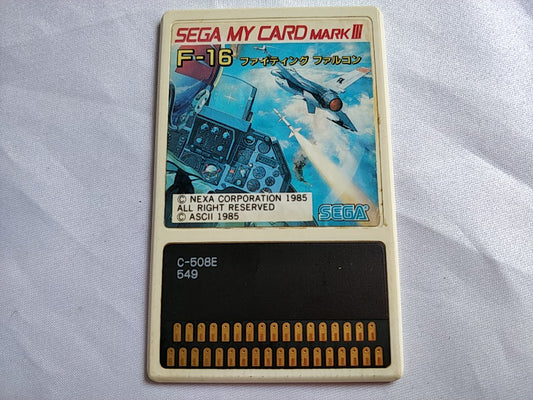 SEGA MY CARD MARK III
F-16 ファイティング ファルコン
© NEXA CORPORATION 1985
ALL RIGHT RESERVED
© ASCII 1985
SEGA®
C-508E
549